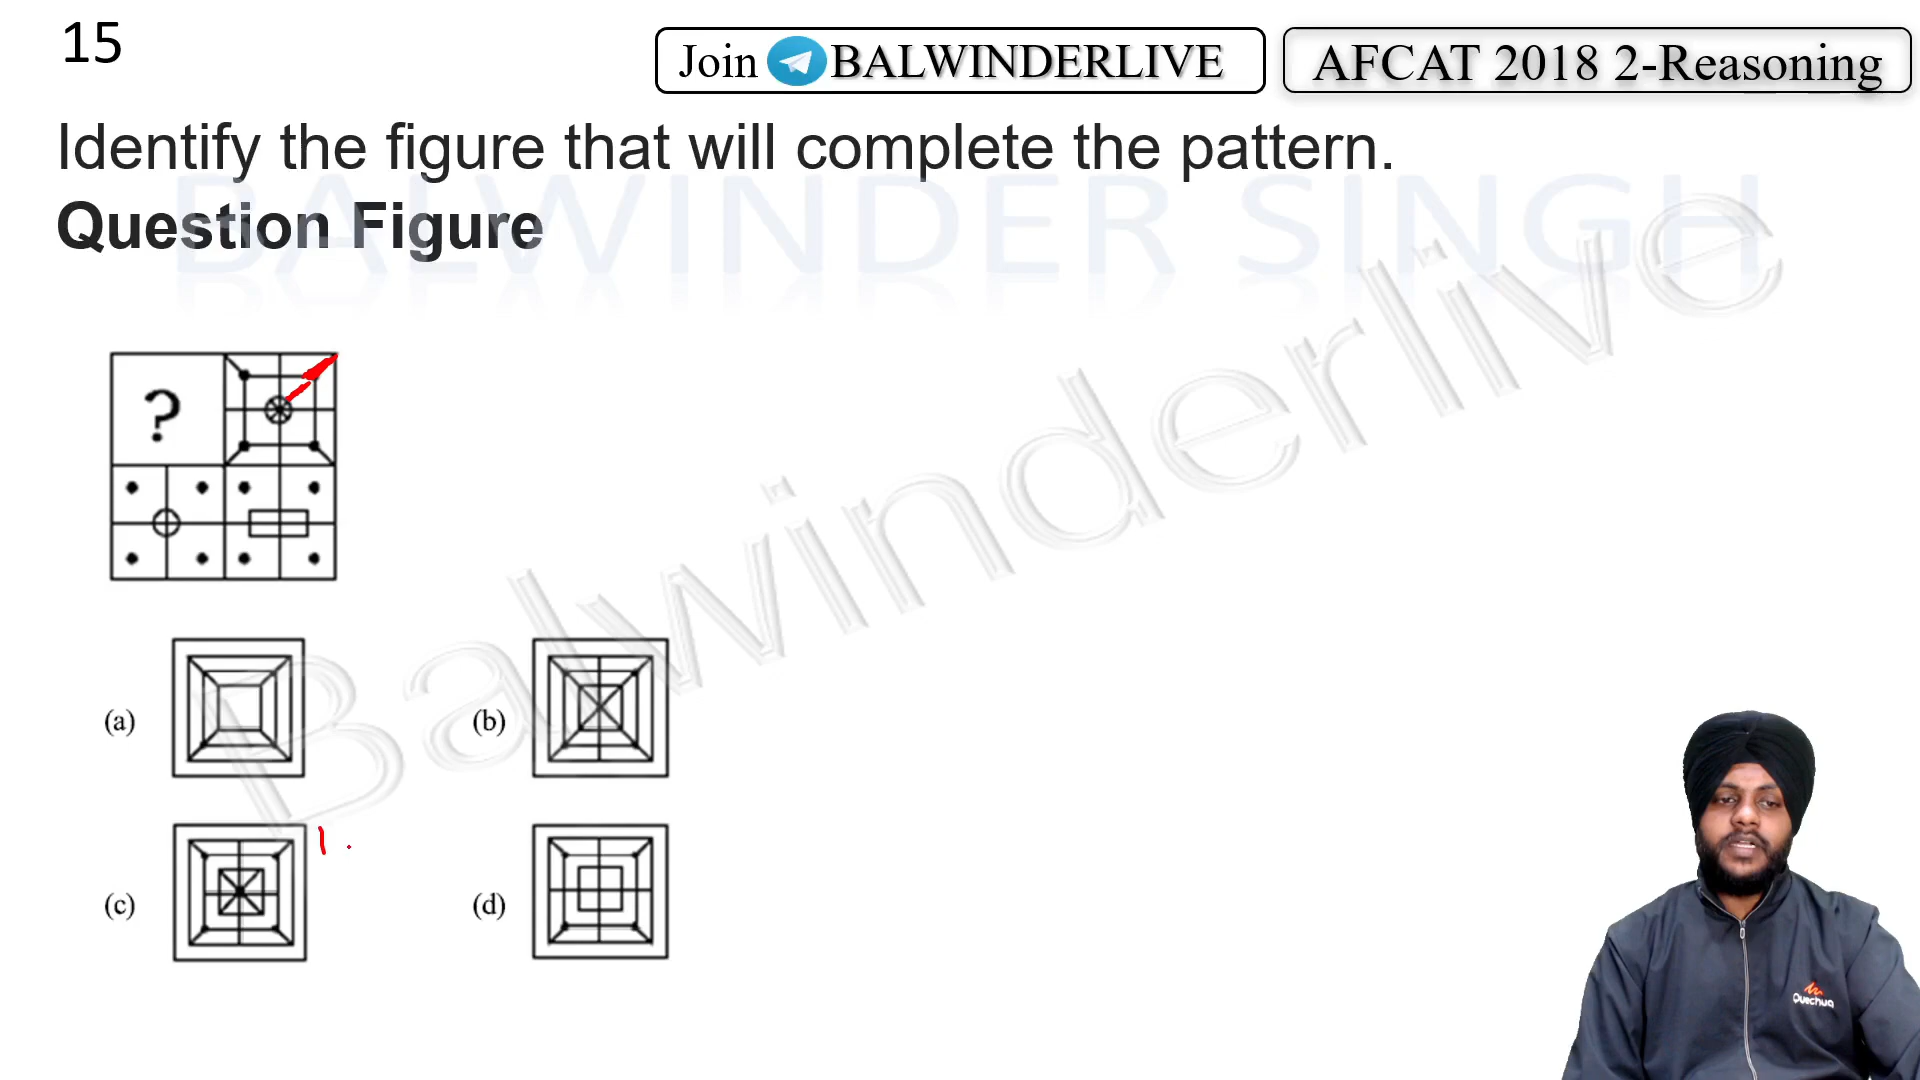 15
Join BALWINDERLIVE
AFCAT 2018 2-Reasoning
Identify the figure that will complete the pattern.
BALWINDER SINGH
Question Figure
Balwinderlive
?
(a)
(b)
(c)
(d)
Quechua